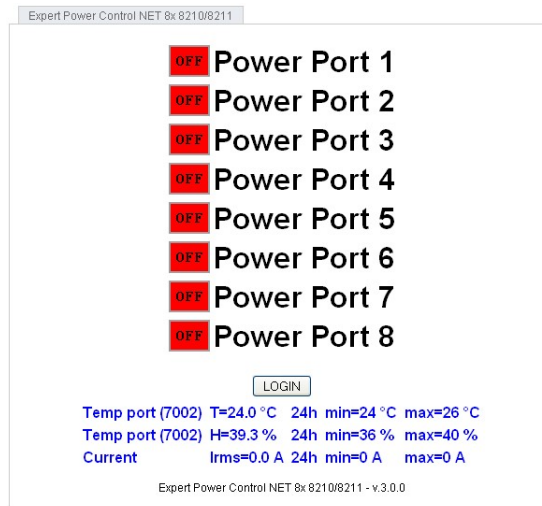 Expert Power Control NET 8x 8210/8211
OFF Power Port 1
OFF Power Port 2
OFF Power Port 3
OFF Power Port 4
OFF Power Port 5
OFF Power Port 6
OFF Power Port 7
OFF Power Port 8
LOGIN
Temp port (7002) T=24.0 °C 24h min=24 °C max=26 °C
Temp port (7002) H=39.3 % 24h min=36 % max=40 %
Current Irms=0.0 A 24h min=0 A max=0 A
Expert Power Control NET 8x 8210/8211 - v.3.0.0